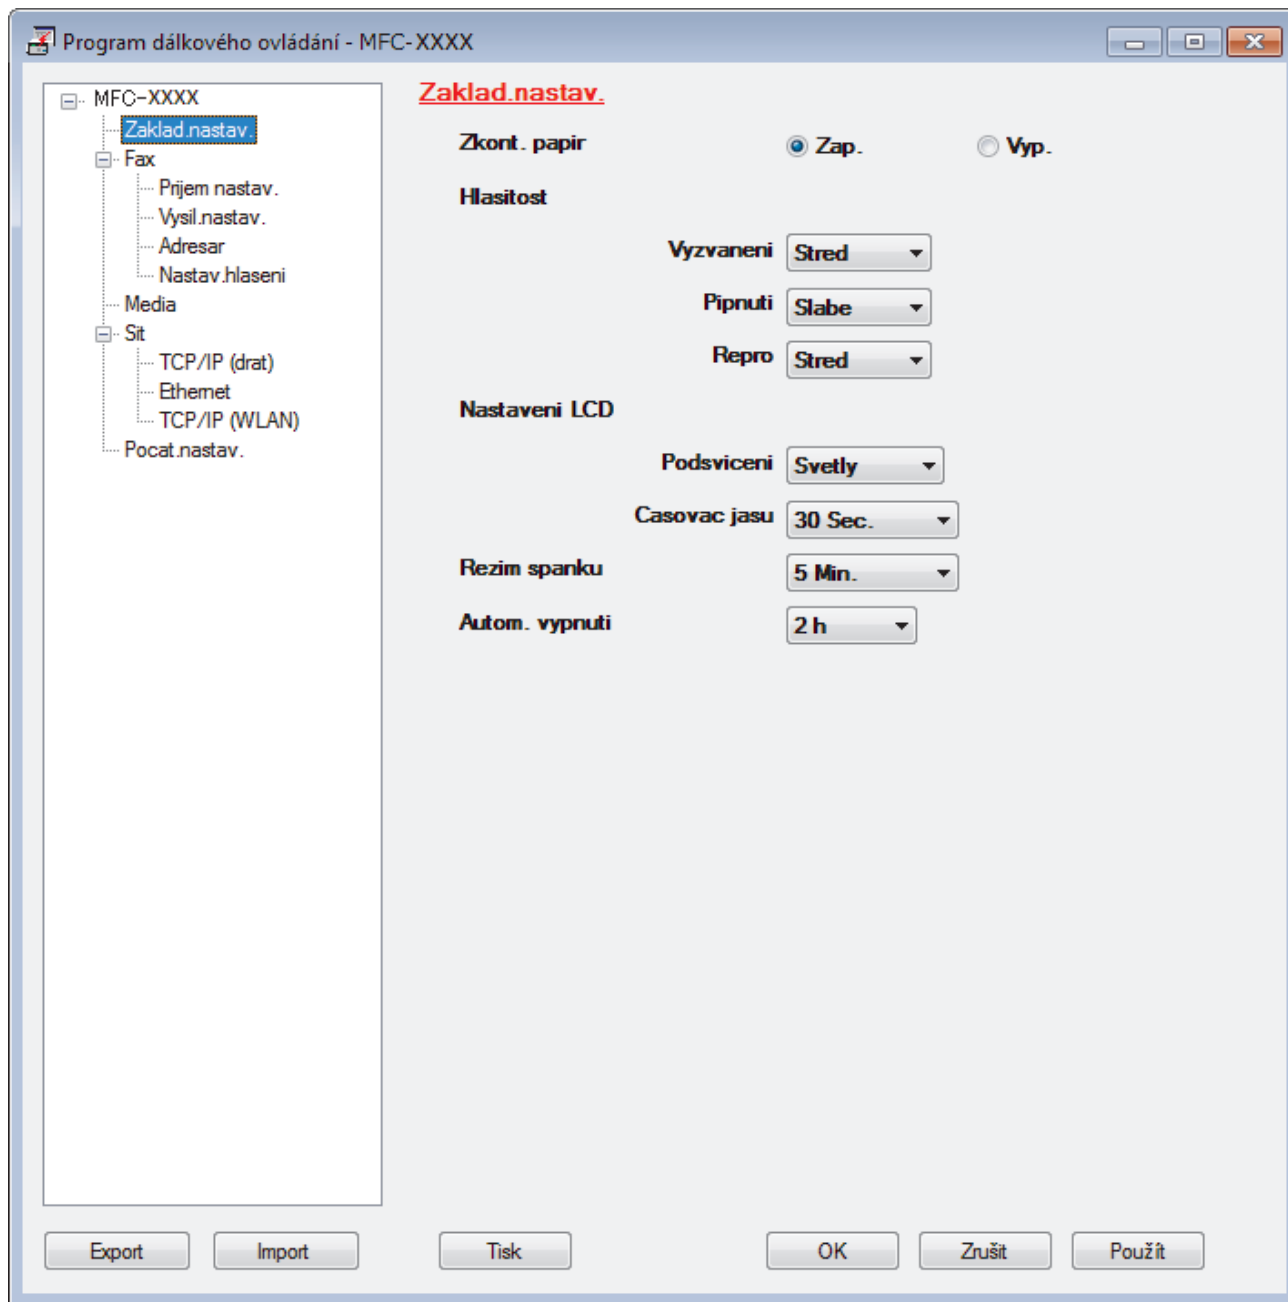 Program dálkového ovládání - MFC-XXXX
MFC-XXXX
Zaklad.nastav.
Fax
Prijem nastav.
Vysil.nastav.
Adresar
Nastav.hlaseni
Media
Sit
TCP/IP (drat)
Ethernet
TCP/IP (WLAN)
Pocat.nastav.
Zaklad.nastav.
Zkont. papir Zap. Vyp.
Hlasitost
Vyzvaneni Stred
Pipnuti Slabe
Repro Stred
Nastaveni LCD
Podsviceni Svetly
Casovac jasu 30 Sec.
Rezim spanku 5 Min.
Autom. vypnuti 2 h
Export Import Tisk OK Zrušit Použít